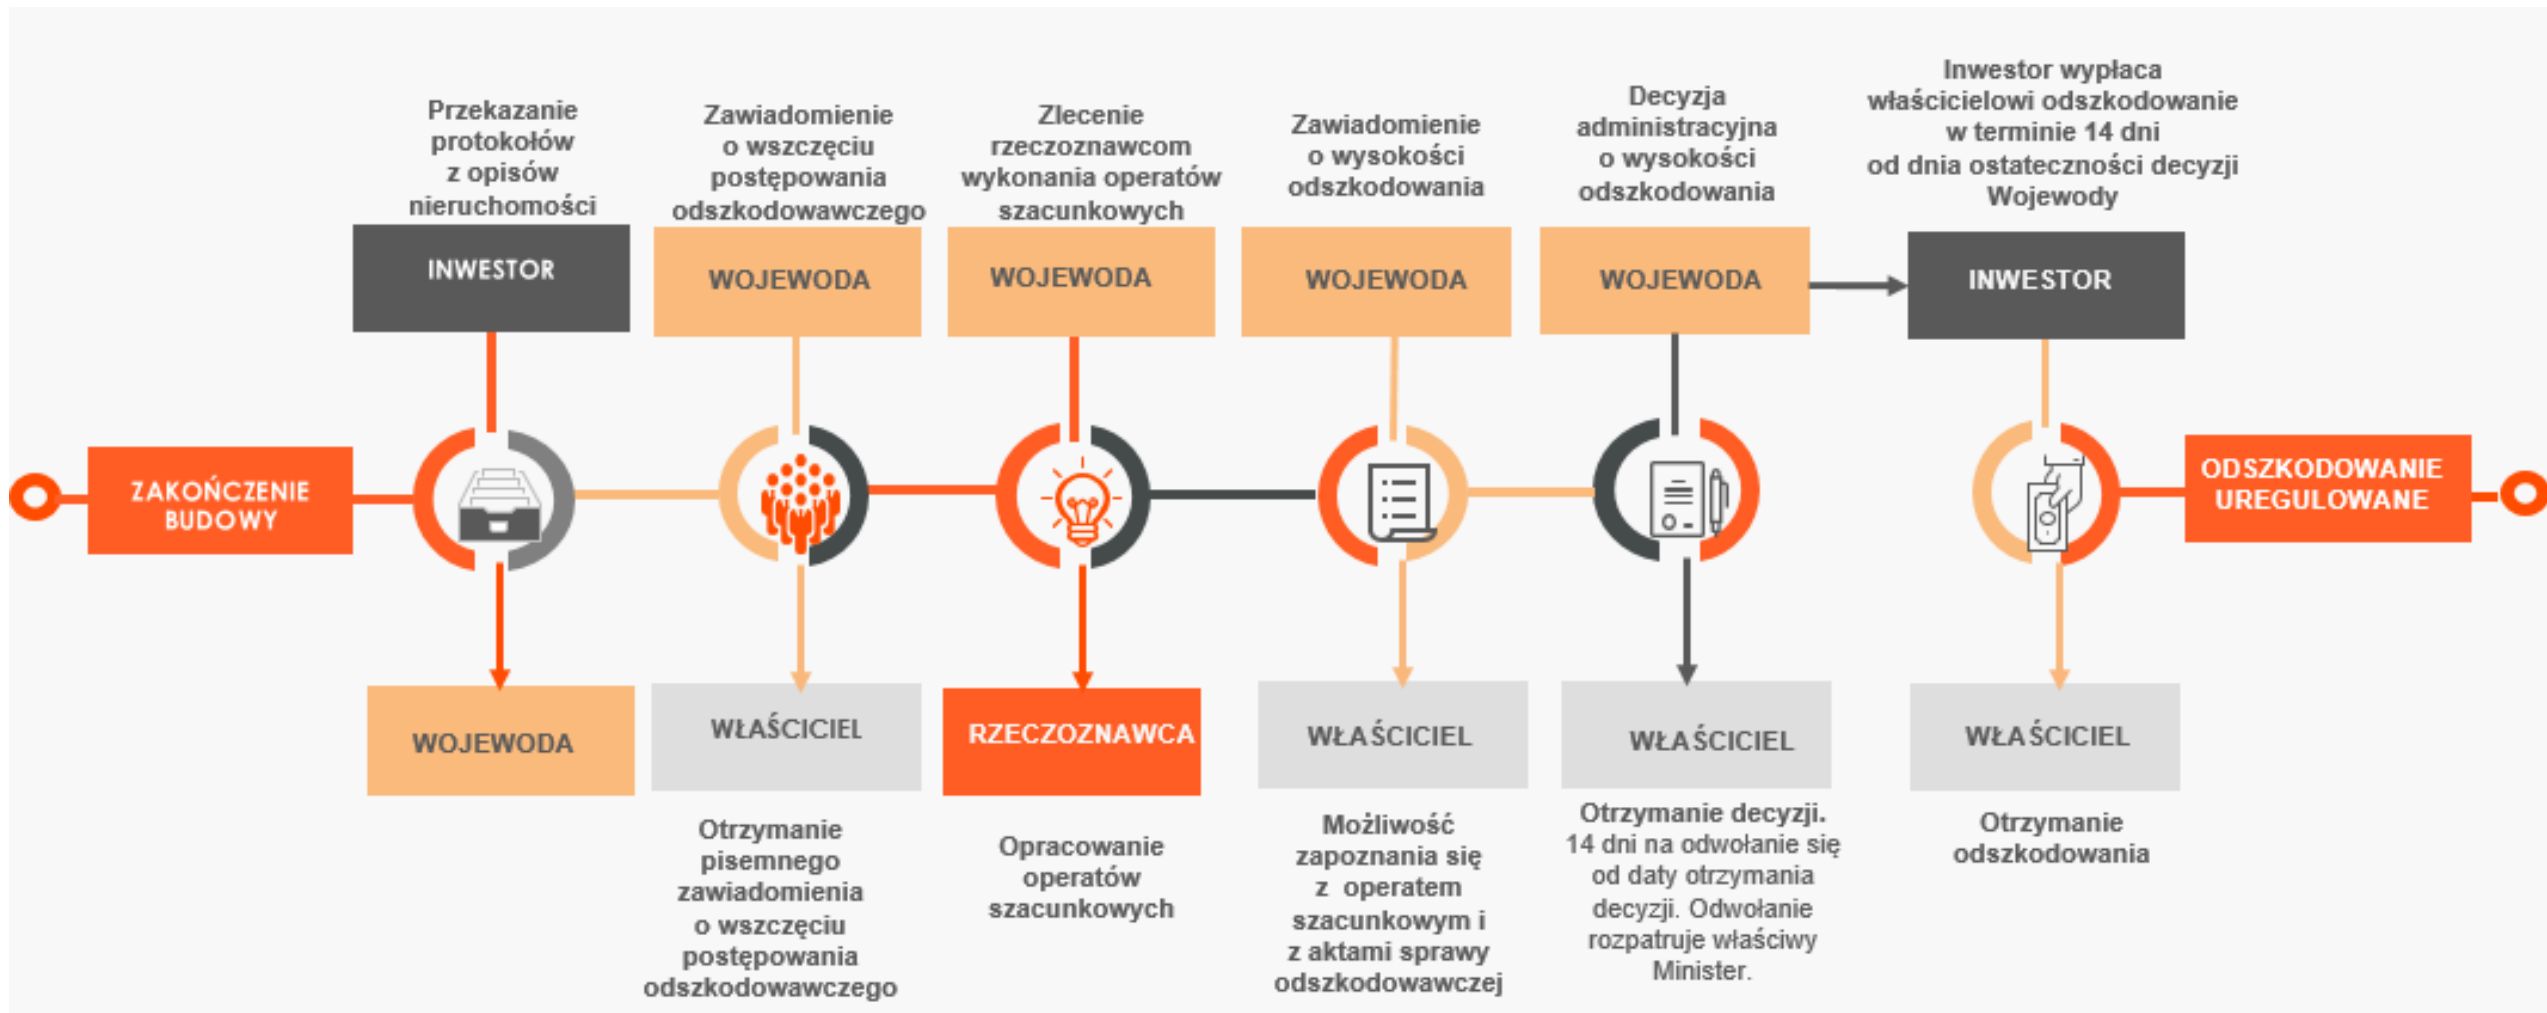 Przekazanie
protokołów
z opisów
nieruchomości
INWESTOR
Zawiadomienie
o wszczęciu
postępowania
odszkodowawczego
WOJEWODA
Zlecenie
rzeczoznawcom
wykonania operatów
szacunkowych
WOJEWODA
Zawiadomienie
o wysokości
odszkodowania
WOJEWODA
Decyzja
administracyjna
o wysokości
odszkodowania
WOJEWODA
Inwestor wypłaca
właścicielowi odszkodowanie
w terminie 14 dni
od dnia ostateczności decyzji
Wojewody
INWESTOR
ZAKOŃCZENIE
BUDOWY
ODSZKODOWANIE
UREGULOWANE
WOJEWODA
WŁAŚCICIEL
Otrzymanie
pisemnego
zawiadomienia
o wszczęciu
postępowania
odszkodowawczego
RZECZOZNAWCA
Opracowanie
operatów
szacunkowych
WŁAŚCICIEL
Możliwość
zapoznania się
z operatem
szacunkowym i
z aktami sprawy
odszkodowawczej
WŁAŚCICIEL
Otrzymanie decyzji.
14 dni na odwołanie się
od daty otrzymania
decyzji. Odwołanie
rozpatruje właściwy
Minister.
WŁAŚCICIEL
Otrzymanie
odszkodowania